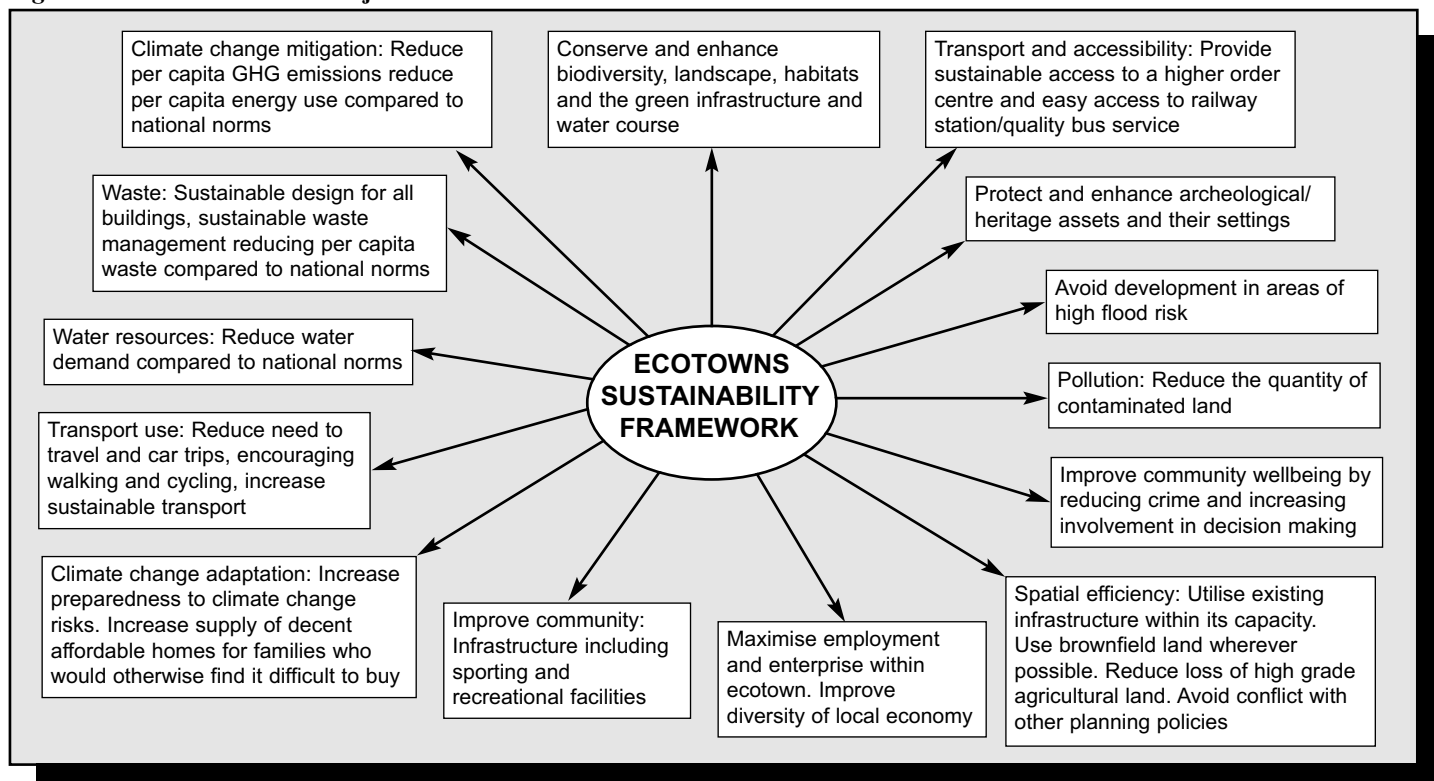 Climate change mitigation: Reduce
per capita GHG emissions reduce
per capita energy use compared to
national norms
Conserve and enhance
biodiversity, landscape, habitats
and the green infrastructure and
water course
Transport and accessibility: Provide
sustainable access to a higher order
centre and easy access to railway
station/quality bus service
Waste: Sustainable design for all
buildings, sustainable waste
management reducing per capita
waste compared to national norms
Protect and enhance archeological/
heritage assets and their settings
Avoid development in areas of
high flood risk
Water resources: Reduce water
demand compared to national norms
ECOTOWNS
SUSTAINABILITY
FRAMEWORK
Pollution: Reduce the quantity of
contaminated land
Transport use: Reduce need to
travel and car trips, encouraging
walking and cycling, increase
sustainable transport
Improve community wellbeing by
reducing crime and increasing
involvement in decision making
Climate change adaptation: Increase
preparedness to climate change
risks. Increase supply of decent
affordable homes for families who
would otherwise find it difficult to buy
Improve community:
Infrastructure including
sporting and
recreational facilities
Maximise employment
and enterprise within
ecotown. Improve
diversity of local economy
Spatial efficiency: Utilise existing
infrastructure within its capacity.
Use brownfield land wherever
possible. Reduce loss of high grade
agricultural land. Avoid conflict with
other planning policies